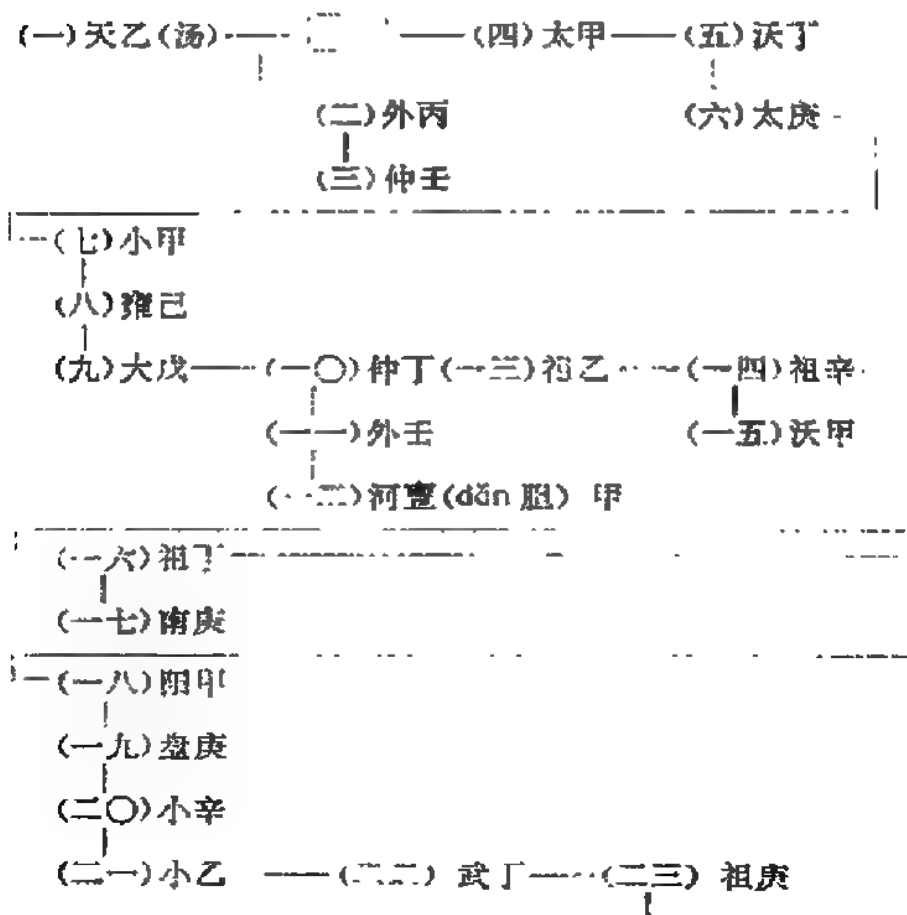 (一)天乙(汤) (四)太甲 (五)沃丁
(二)外丙 (六)太庚
(三)仲壬
(七)小甲
(八)雍己
(九)大戊 (一〇)仲丁(一三)祖乙 (一四)祖辛
(一一)外壬 (一五)沃甲
(一二)河亶(dǎn 胆) 甲
(一六)祖丁
(一七)南庚
(一八)阳甲
(一九)盘庚
(二〇)小辛
(二一)小乙 (二二) 武丁 (二三) 祖庚